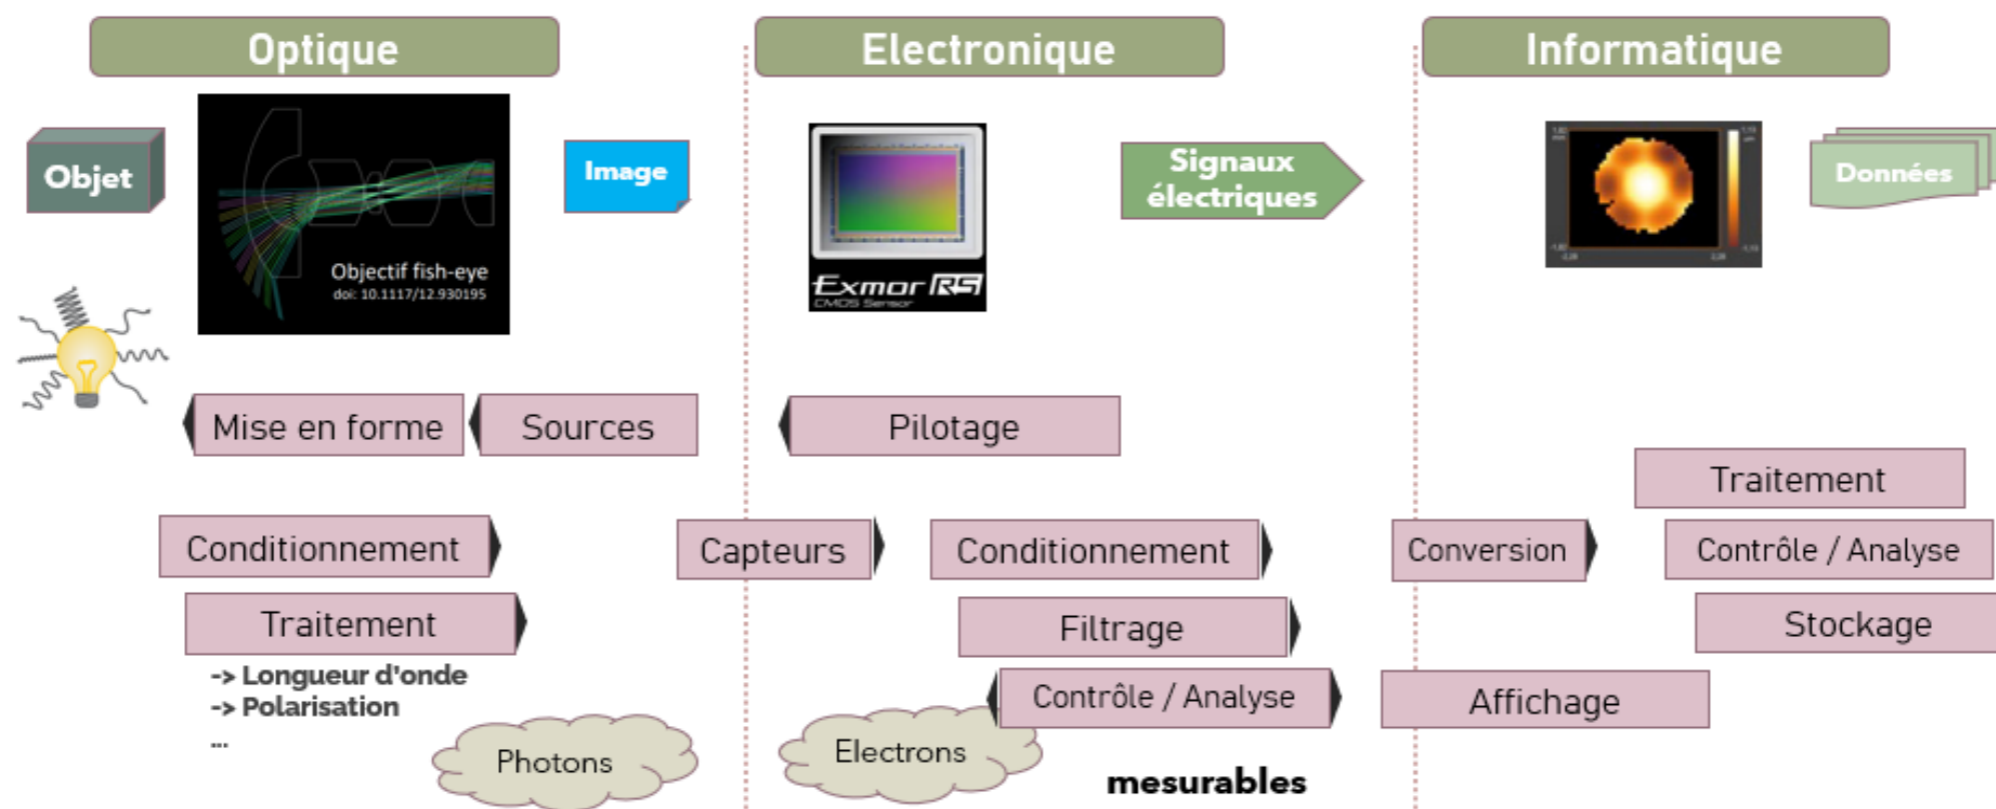 Optique
Electronique
Informatique
Objet
Objectif fish-eye
doi: 10.1117/12.930195
Image
Exmor RS
CMOS Sensor
Signaux
électriques
Données
Mise en forme
Sources
Pilotage
Traitement
Conditionnement
Capteurs
Conditionnement
Conversion
Contrôle / Analyse
Traitement
Filtrage
Stockage
-> Longueur d'onde
-> Polarisation
...
Contrôle / Analyse
Affichage
Photons
Electrons
mesurables